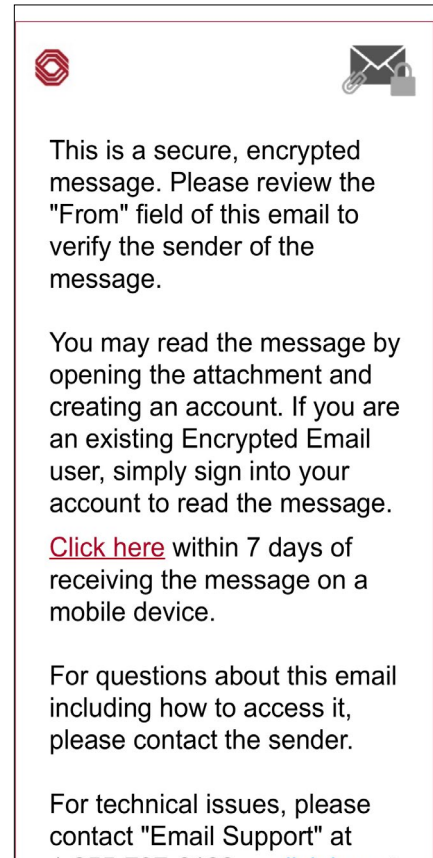 This is a secure, encrypted
message. Please review the
"From" field of this email to
verify the sender of the
message.
You may read the message by
opening the attachment and
creating an account. If you are
an existing Encrypted Email
user, simply sign into your
account to read the message.
Click here within 7 days of
receiving the message on a
mobile device.
For questions about this email
including how to access it,
please contact the sender.
For technical issues, please
contact "Email Support" at